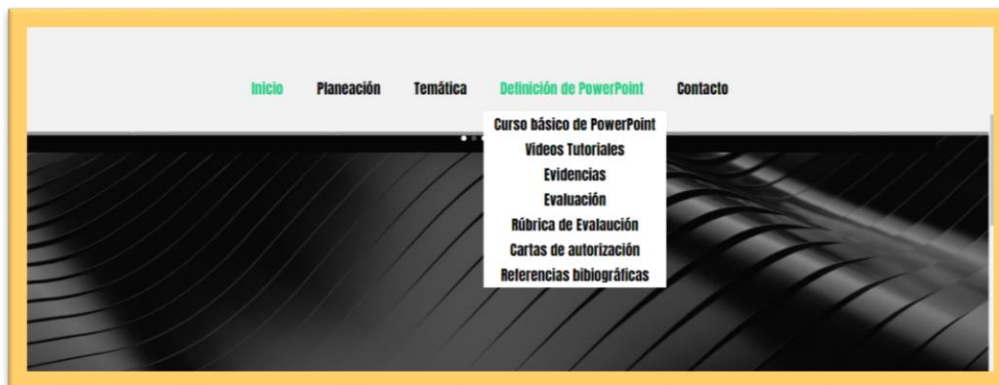 Inicio Planeación Temática Definición de PowerPoint Contacto
Curso básico de PowerPoint
Videos Tutoriales
Evidencias
Evaluación
Rúbrica de Evalaución
Cartas de autorización
Referencias bibiográficas